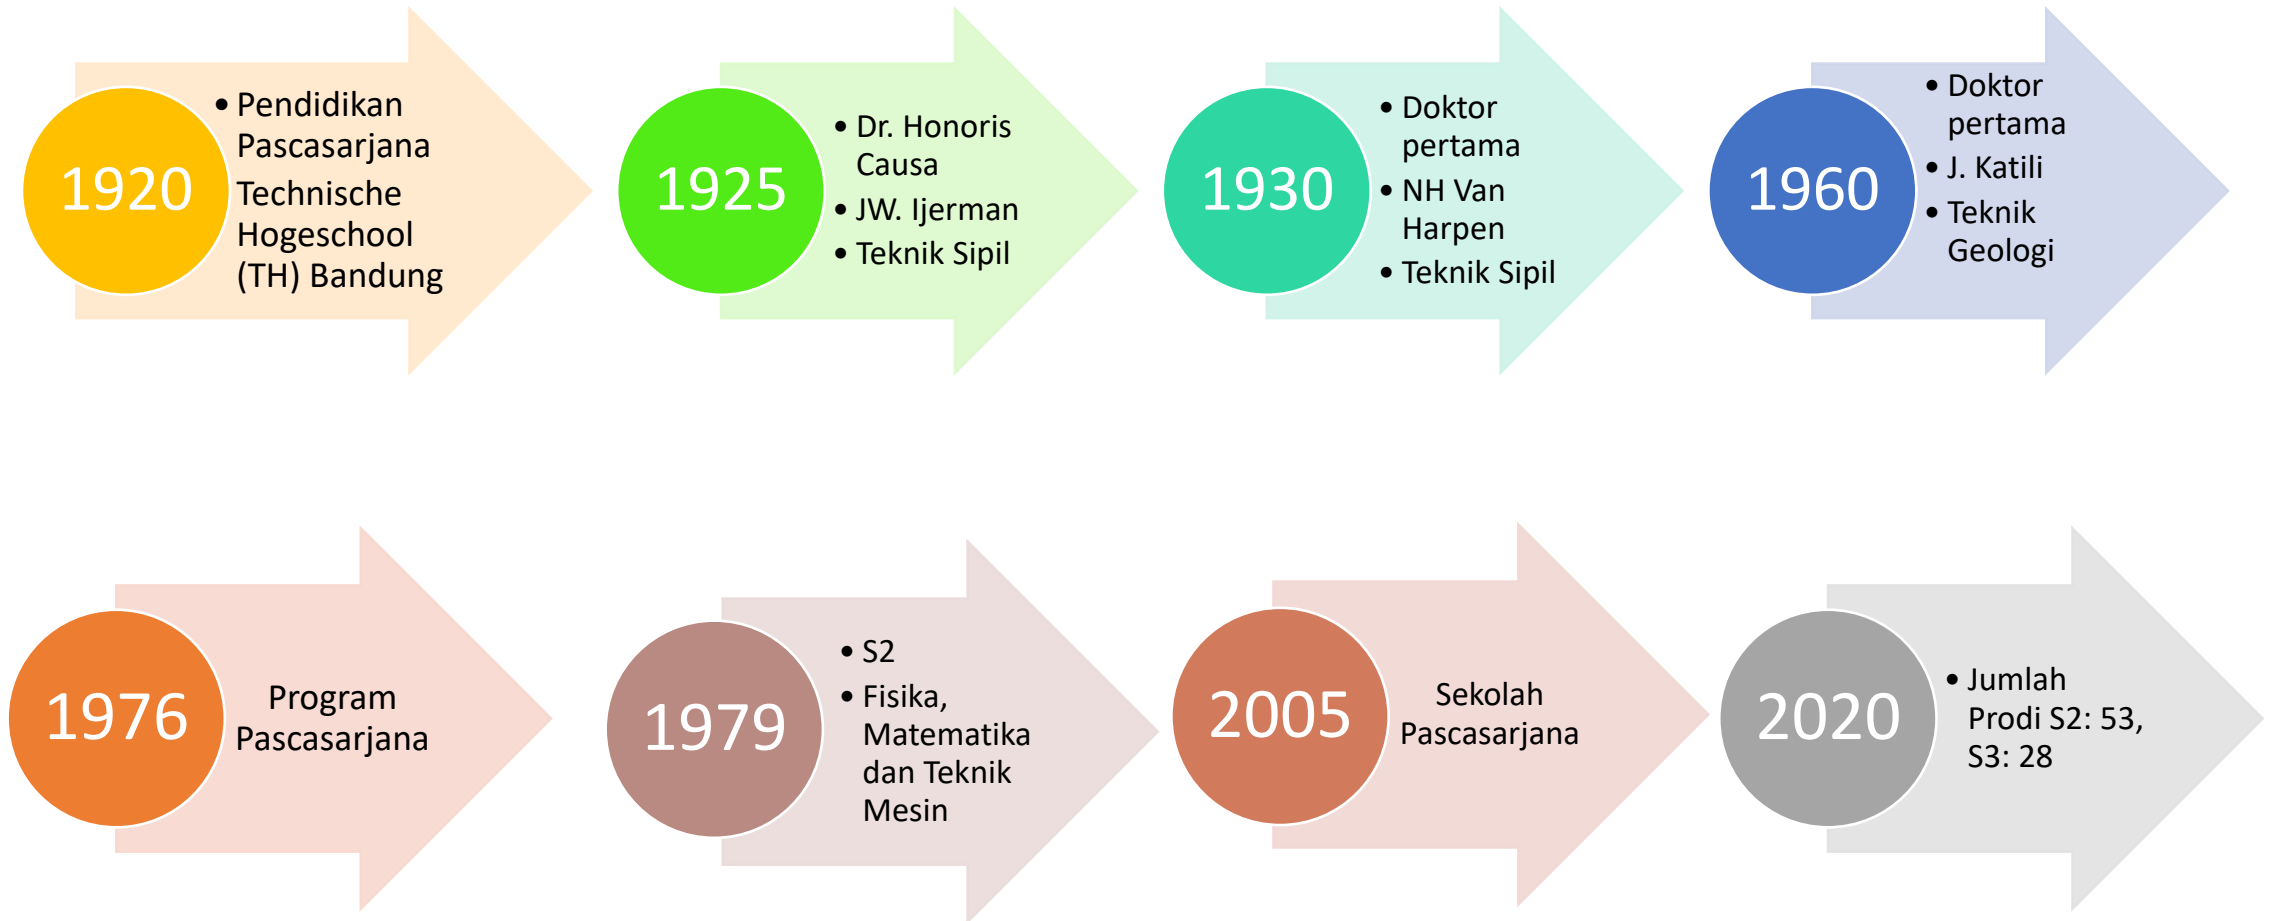 1920
• Pendidikan
Pascasarjana
Technische
Hogeschool
(TH) Bandung
1925
• Dr. Honoris
Causa
• JW. Ijerman
• Teknik Sipil
1930
• Doktor
pertama
• NH Van
Harpen
• Teknik Sipil
1960
• Doktor
pertama
• J. Katili
• Teknik
Geologi
1976
Program
Pascasarjana
1979
• S2
• Fisika,
Matematika
dan Teknik
Mesin
2005
Sekolah
Pascasarjana
2020
• Jumlah
Prodi S2: 53,
S3: 28